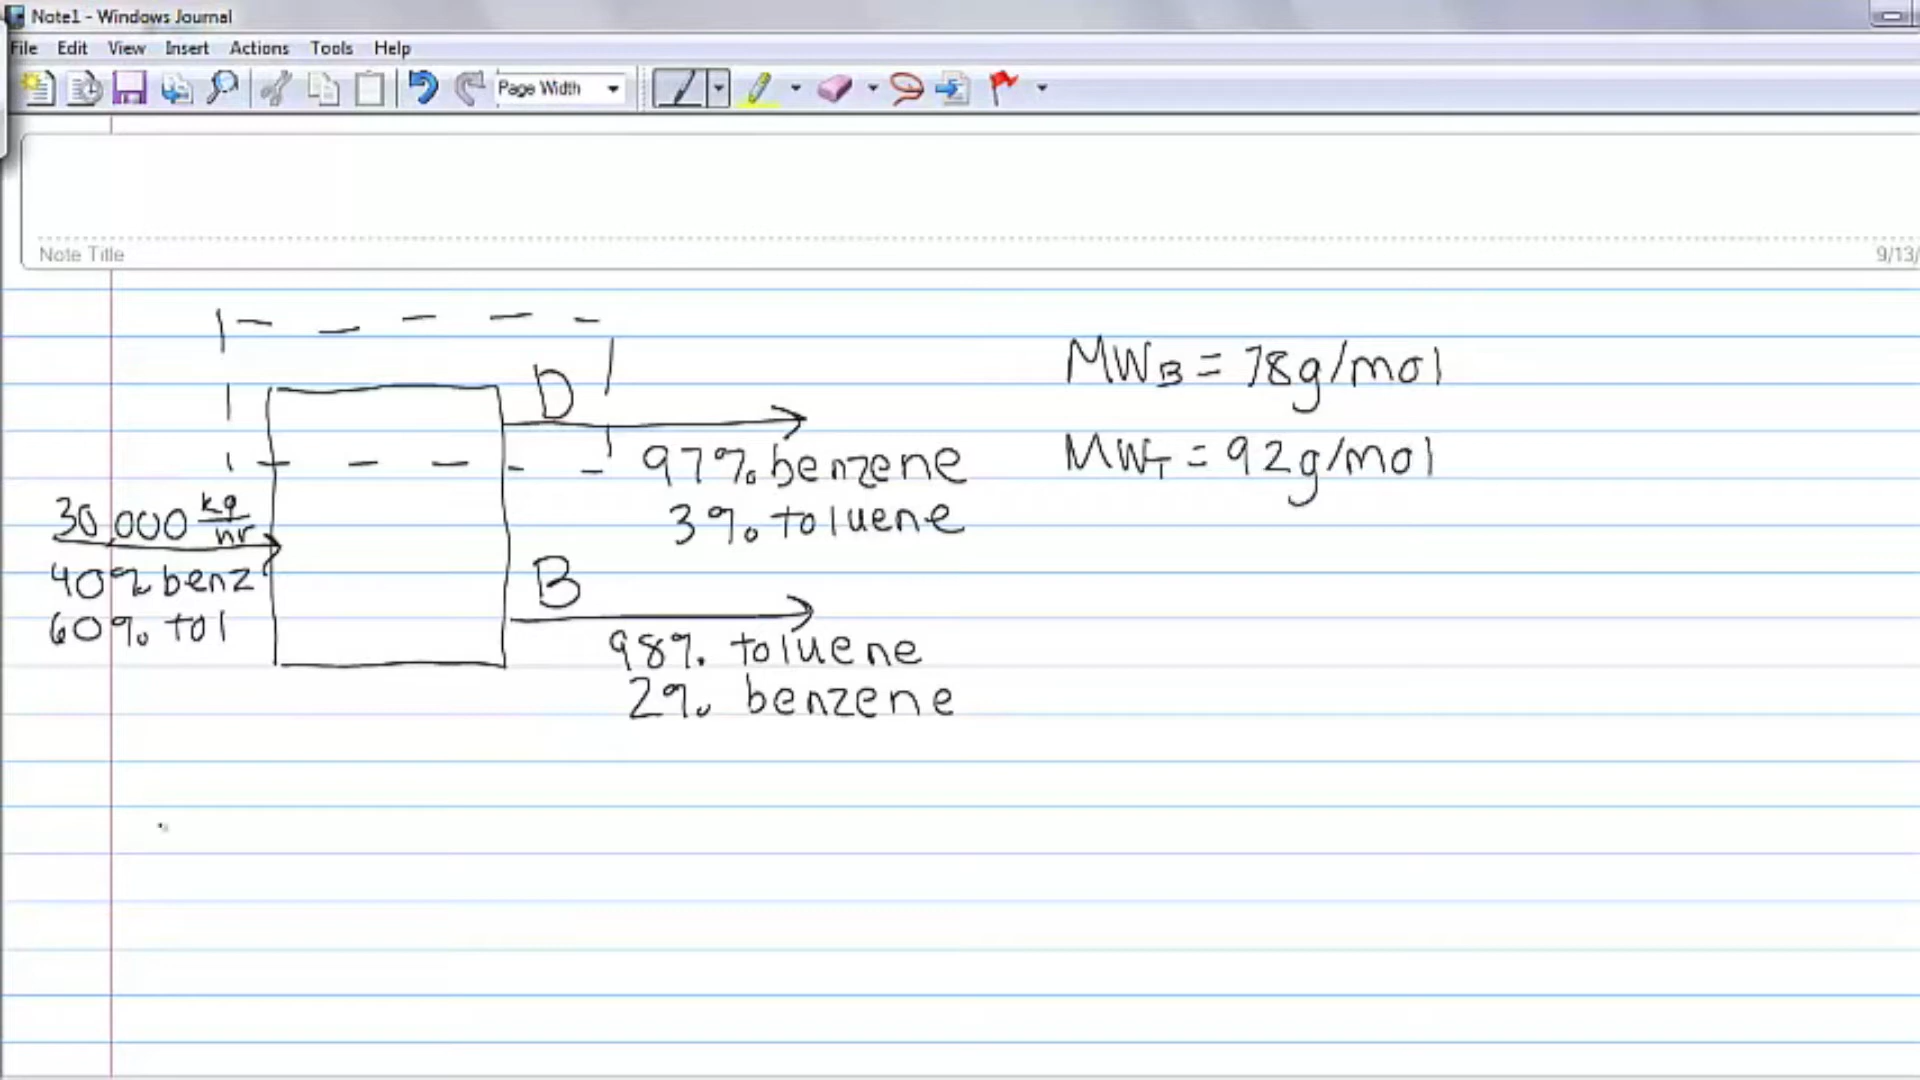 Note1 - Windows Journal
File Edit View Insert Actions Tools Help
Page Width
Note Title
9/13/
D
97% benzene
3% toluene
30,000 kg/hr
40% benz
60% tol
B
98% toluene
2% benzene
MWB = 78g/mol
MWT = 92g/mol